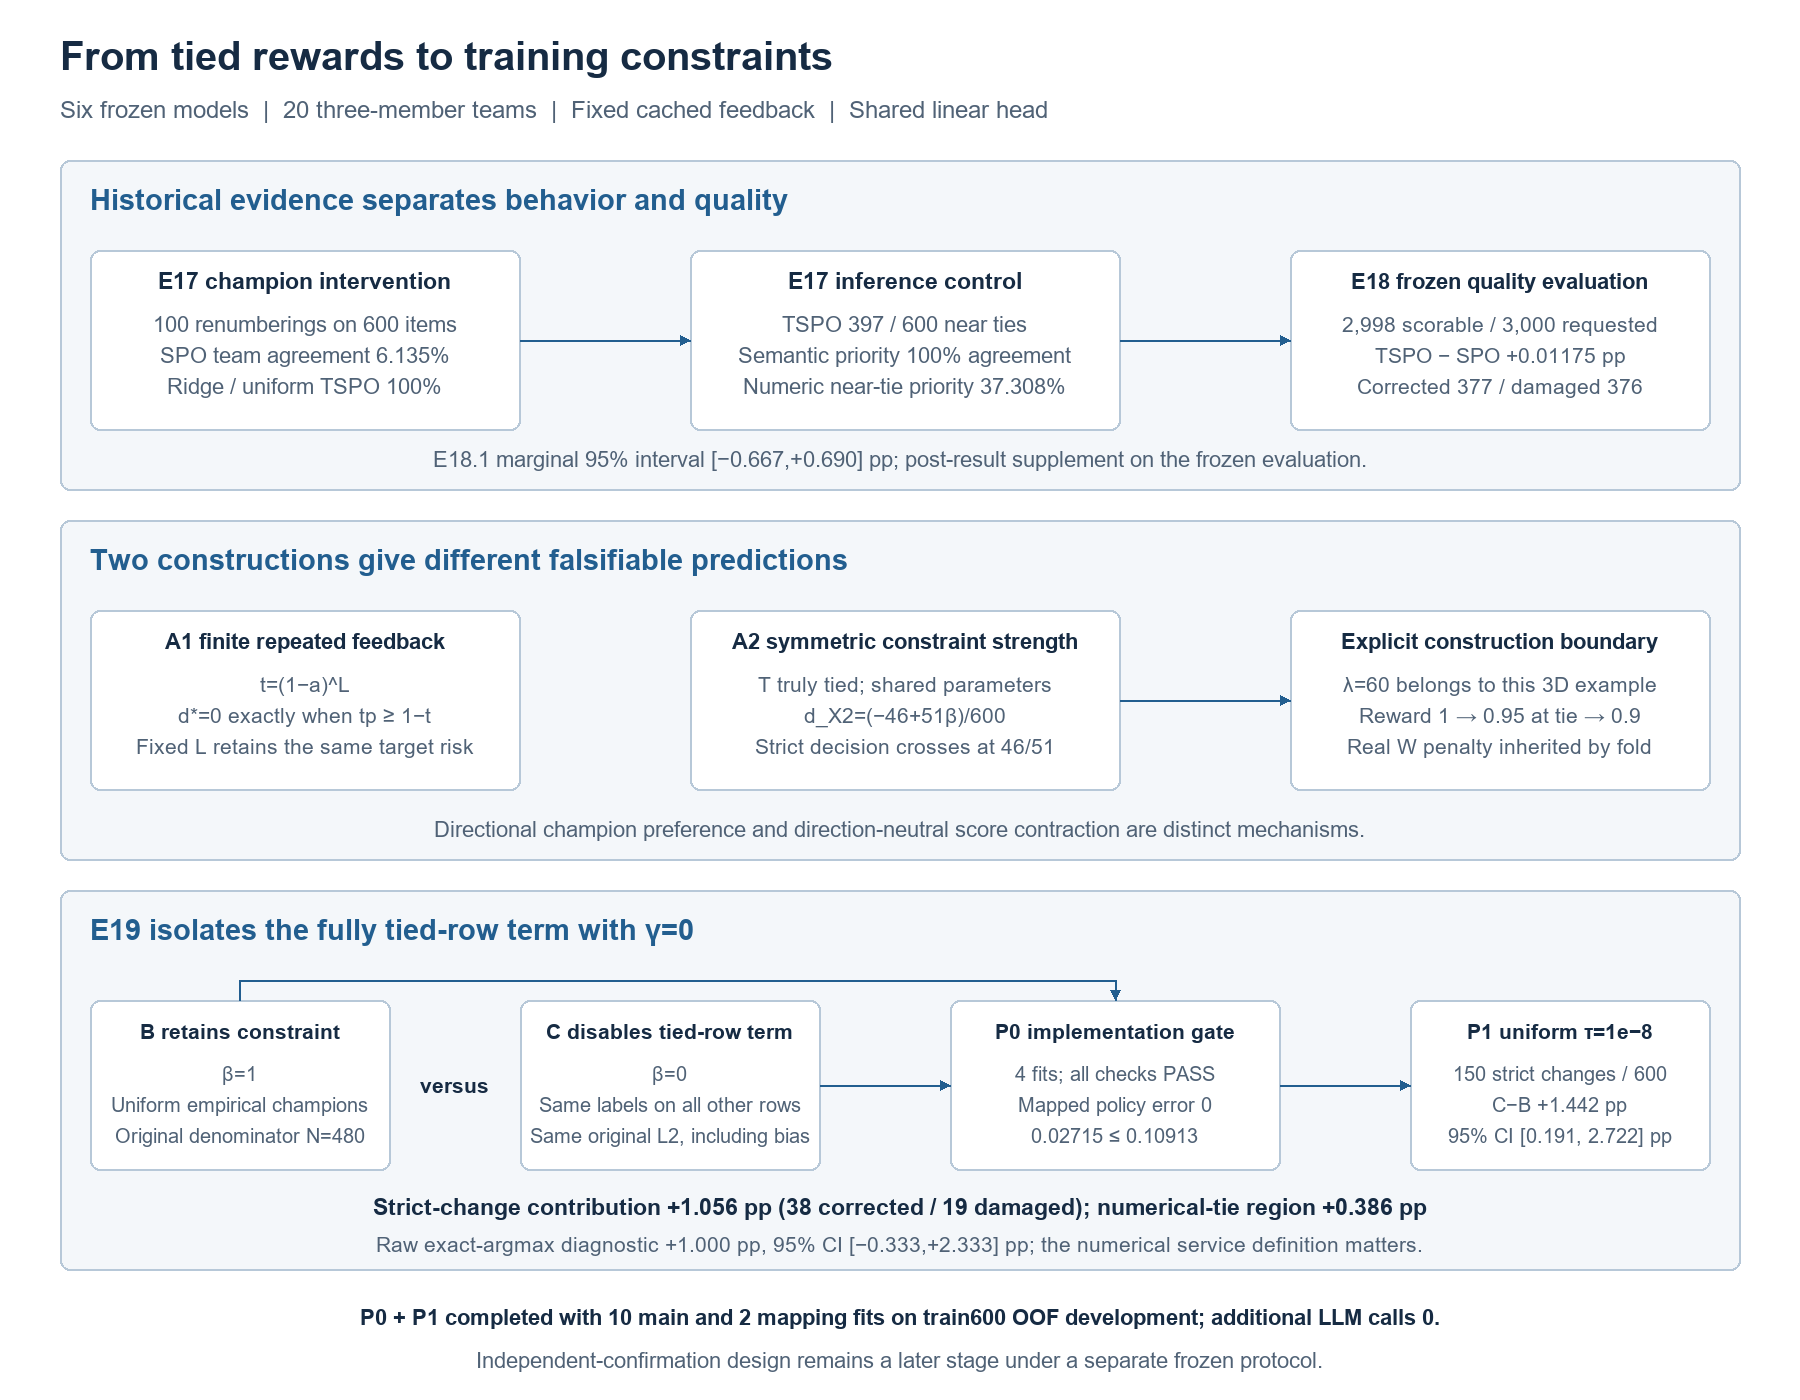 From tied rewards to training constraints
Six frozen models | 20 three-member teams | Fixed cached feedback | Shared linear head
Historical evidence separates behavior and quality
E17 champion intervention
100 renumberings on 600 items
SPO team agreement 6.135%
Ridge / uniform TSPO 100%
E17 inference control
TSPO 397 / 600 near ties
Semantic priority 100% agreement
Numeric near-tie priority 37.308%
E18 frozen quality evaluation
2,998 scorable / 3,000 requested
TSPO − SPO +0.01175 pp
Corrected 377 / damaged 376
E18.1 marginal 95% interval [−0.667,+0.690] pp; post-result supplement on the frozen evaluation.
Two constructions give different falsifiable predictions
A1 finite repeated feedback
t=(1−a)^L
d*=0 exactly when tp ≥ 1−t
Fixed L retains the same target risk
A2 symmetric constraint strength
T truly tied; shared parameters
d_X2=(−46+51β)/600
Strict decision crosses at 46/51
Explicit construction boundary
λ=60 belongs to this 3D example
Reward 1 → 0.95 at tie → 0.9
Real W penalty inherited by fold
Directional champion preference and direction-neutral score contraction are distinct mechanisms.
E19 isolates the fully tied-row term with γ=0
B retains constraint
β=1
Uniform empirical champions
Original denominator N=480
versus
C disables tied-row term
β=0
Same labels on all other rows
Same original L2, including bias
P0 implementation gate
4 fits; all checks PASS
Mapped policy error 0
0.02715 ≤ 0.10913
P1 uniform τ=1e−8
150 strict changes / 600
C−B +1.442 pp
95% CI [0.191, 2.722] pp
Strict-change contribution +1.056 pp (38 corrected / 19 damaged); numerical-tie region +0.386 pp
Raw exact-argmax diagnostic +1.000 pp, 95% CI [−0.333,+2.333] pp; the numerical service definition matters.
P0 + P1 completed with 10 main and 2 mapping fits on train600 OOF development; additional LLM calls 0.
Independent-confirmation design remains a later stage under a separate frozen protocol.